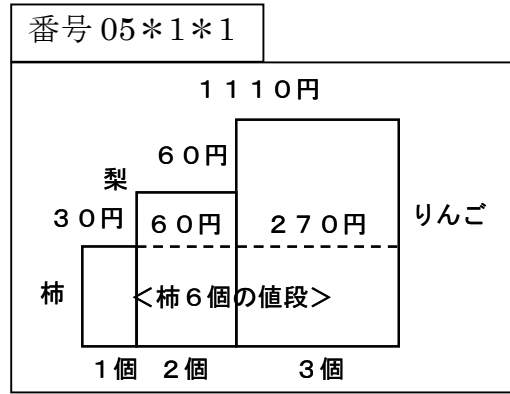 番号05＊1＊1
１１１０円
６０円
梨
３０円 ６０円 ２７０円 りんご
柿 ＜柿６個の値段＞
１個 ２個 ３個